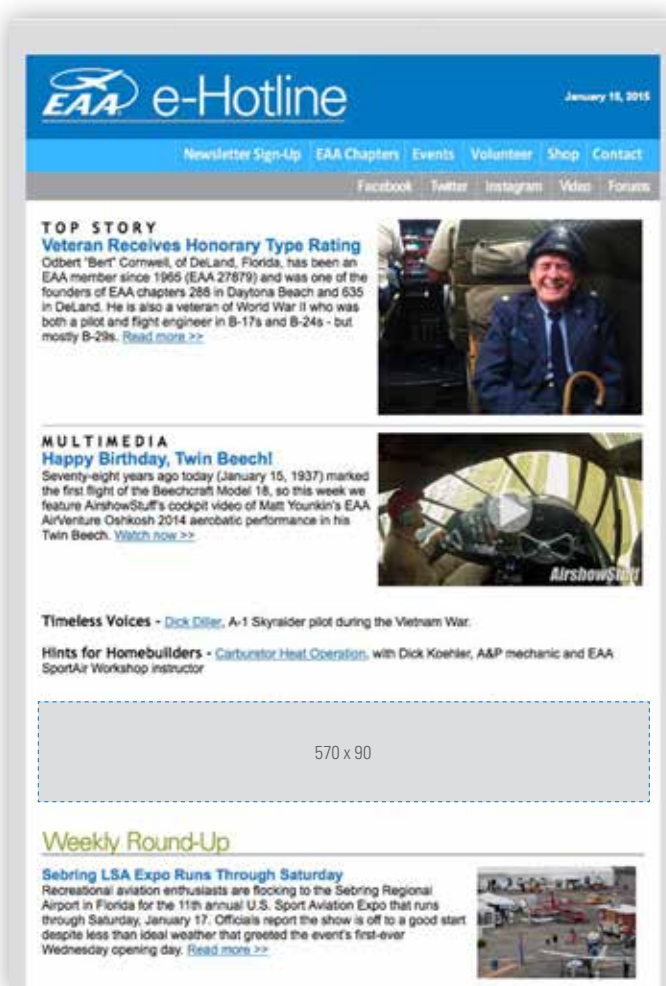 EAA e-Hotline
January 15, 2015
Newsletter Sign-Up EAA Chapters Events Volunteer Shop Contact
Facebook Twitter Instagram Video Forums
TOP STORY
Veteran Receives Honorary Type Rating
Odbert "Bert" Cornwell, of DeLand, Florida, has been an
EAA member since 1965 (EAA 27879) and was one of the
founders of EAA chapters 288 in Daytona Beach and 635
in DeLand. He is also a veteran of World War II who was
both a pilot and flight engineer in B-17s and B-24s - but
mostly B-29s. Read more >>
MULTIMEDIA
Happy Birthday, Twin Beech!
Seventy-eight years ago today (January 15, 1937) marked
the first flight of the Beechcraft Model 18, so this week we
feature AirshowStuff's cockpit video of Matt Younkin's EAA
AirVenture Oshkosh 2014 aerobatic performance in his
Twin Beech. Watch now >>
AirshowStuff
Timeless Voices - Dick Diller, A-1 Skyraider pilot during the Vietnam War.
Hints for Homebuilders - Carburetor Heat Operation, with Dick Koehler, A&P mechanic and EAA
SportAir Workshop instructor
570 x 90
Weekly Round-Up
Sebring LSA Expo Runs Through Saturday
Recreational aviation enthusiasts are flocking to the Sebring Regional
Airport in Florida for the 11th annual U.S. Sport Aviation Expo that runs
through Saturday, January 17. Officials report the show is off to a good start
despite less than ideal weather that greeted the event's first-ever
Wednesday opening day. Read more >>